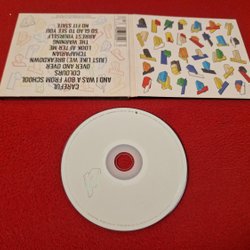 CAREFUL
AND I WAS A BOY FROM SCHOOL
COLOURS
OVER AND OVER
(JUST LIKE WE) BREAKDOWN
TCHAPARIAN
LOOK AFTER ME
THE WARNING
ARREST YOURSELF
SO GLAD TO SEE YOU
NO FIT STATE